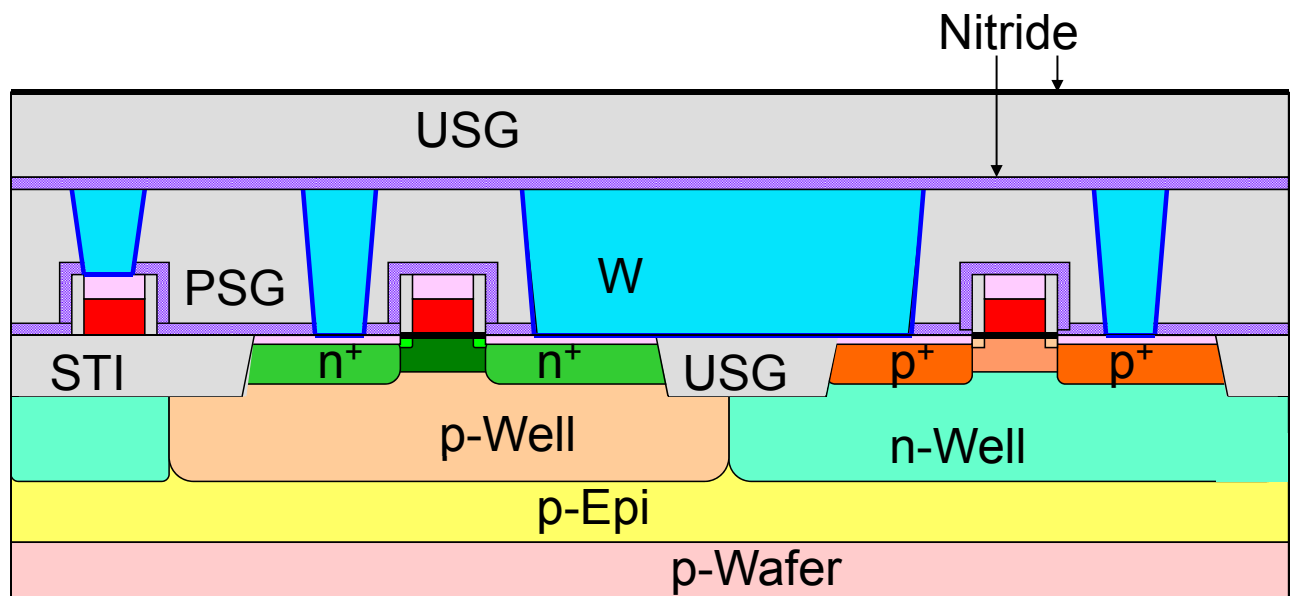 Nitride
USG
W
PSG
STI
n+
n+
USG
p+
p+
p-Well
n-Well
p-Epi
p-Wafer